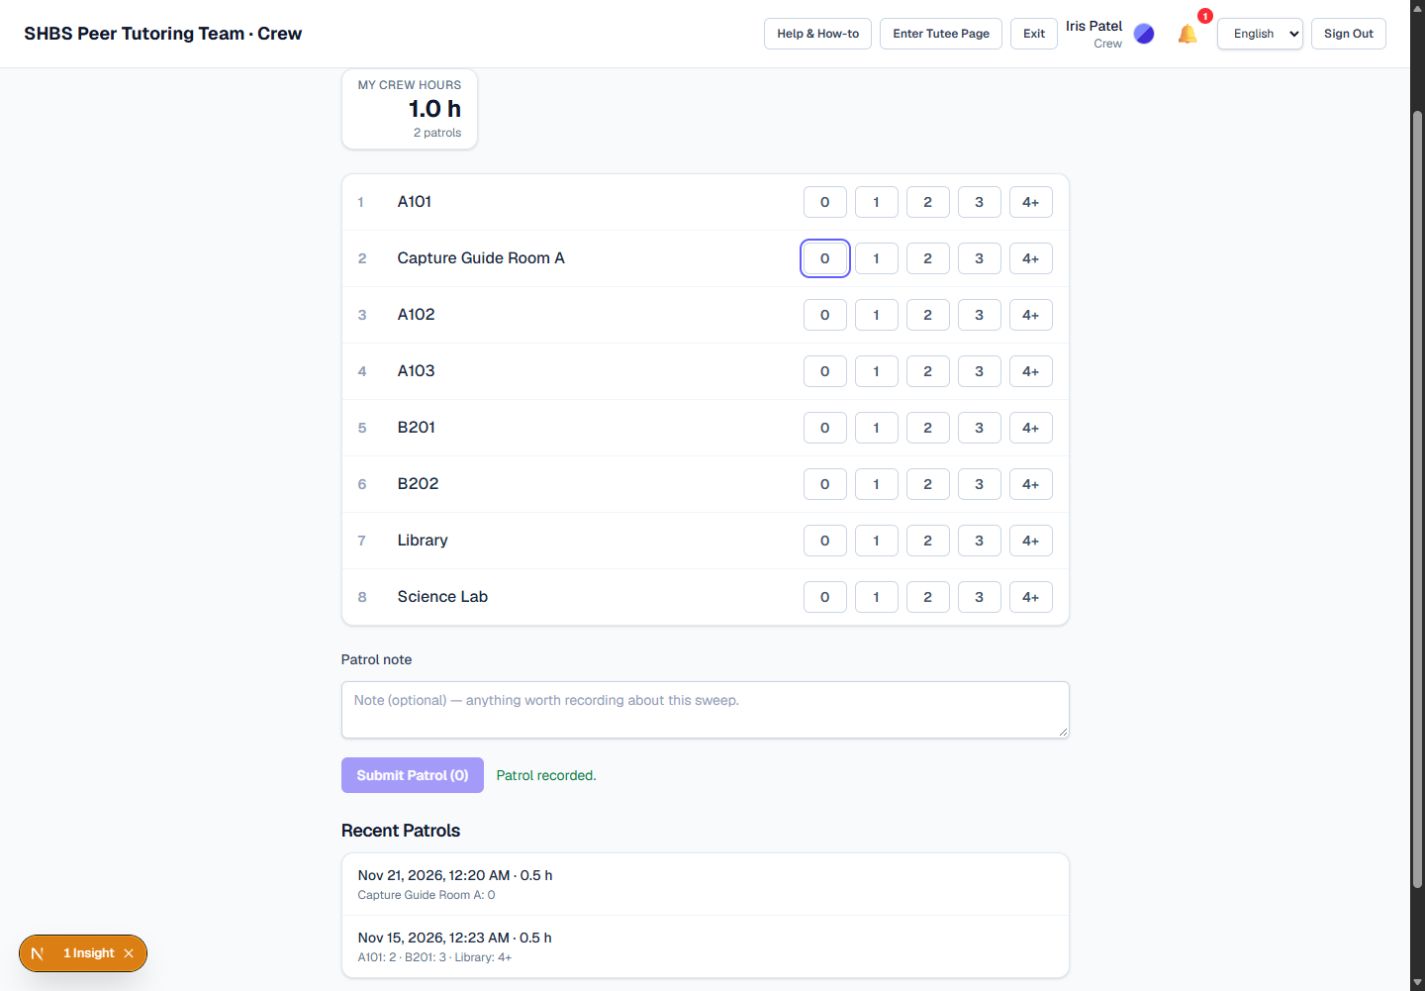 SHBS Peer Tutoring Team · Crew
Help & How-to
Enter Tutee Page
Exit
Iris Patel
Crew
1
English
Sign Out
MY CREW HOURS
1.0 h
2 patrols
1 A101 0 1 2 3 4+
2 Capture Guide Room A 0 1 2 3 4+
3 A102 0 1 2 3 4+
4 A103 0 1 2 3 4+
5 B201 0 1 2 3 4+
6 B202 0 1 2 3 4+
7 Library 0 1 2 3 4+
8 Science Lab 0 1 2 3 4+
Patrol note
Note (optional) — anything worth recording about this sweep.
Submit Patrol (0)
Patrol recorded.
Recent Patrols
Nov 21, 2026, 12:20 AM · 0.5 h
Capture Guide Room A: 0
Nov 15, 2026, 12:23 AM · 0.5 h
A101: 2 · B201: 3 · Library: 4+
N 1 Insight ×